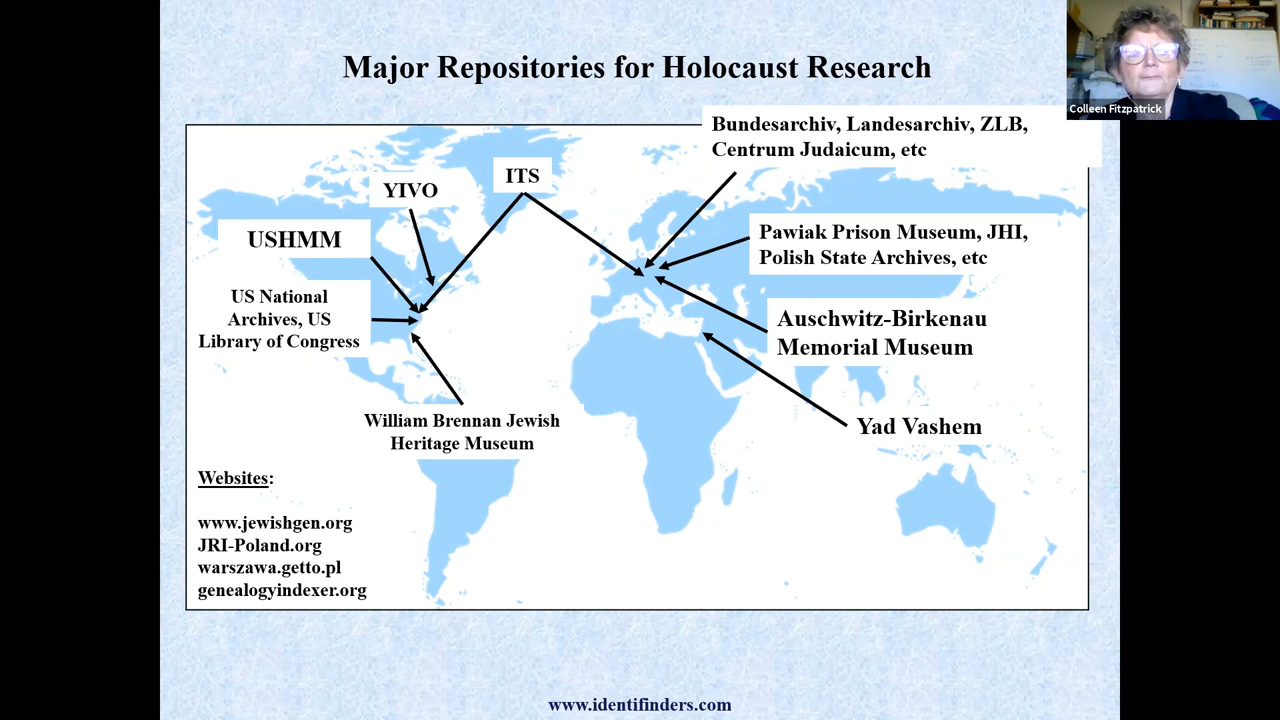 Major Repositories for Holocaust Research
Colleen Fitzpatrick
Bundesarchiv, Landesarchiv, ZLB,
Centrum Judaicum, etc
ITS
YIVO
USHMM
Pawiak Prison Museum, JHI,
Polish State Archives, etc
US National
Archives, US
Library of Congress
Auschwitz-Birkenau
Memorial Museum
William Brennan Jewish
Heritage Museum
Yad Vashem
Websites:
www.jewishgen.org
JRI-Poland.org
warszawa.getto.pl
genealogyindexer.org
www.identifinders.com